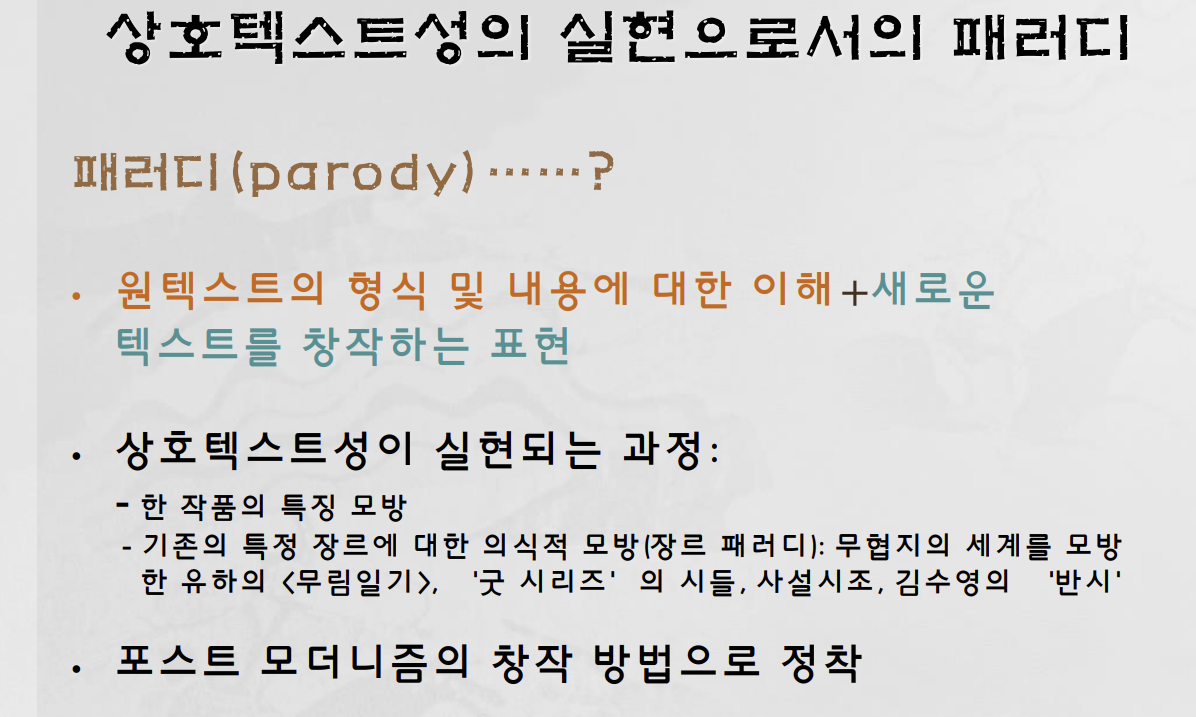 상호텍스트성의 실현으로서의 패러디
패러디(parody)……?
• 원텍스트의 형식 및 내용에 대한 이해+새로운
텍스트를 창작하는 표현
• 상호텍스트성이 실현되는 과정:
- 한 작품의 특징 모방
- 기존의 특정 장르에 대한 의식적 모방(장르 패러디): 무협지의 세계를 모방
한 유하의 <무림일기>, '굿 시리즈' 의 시들, 사설시조, 김수영의 '반시'
• 포스트 모더니즘의 창작 방법으로 정착